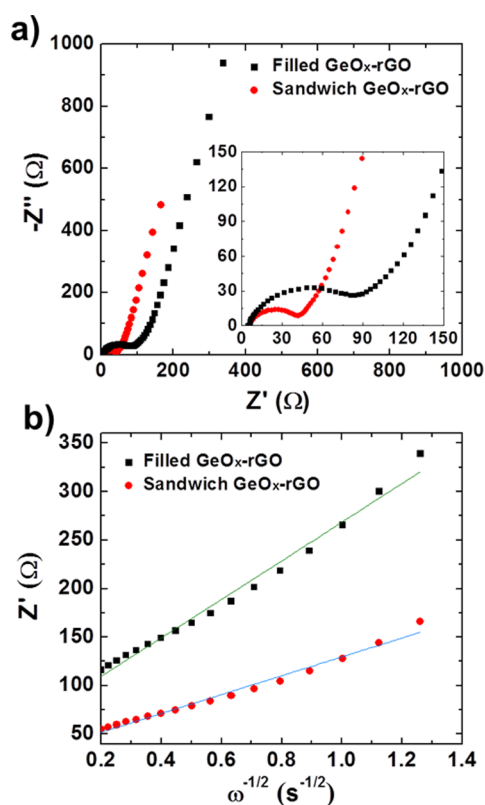 a)
1000
800
600
400
200
0
-Z'' (Ω)
Filled GeOx-rGO
Sandwich GeOx-rGO
150
120
90
60
30
0
0 30 60 90 120 150
0 200 400 600 800 1000
Z' (Ω)
b)
350
300
250
200
150
100
50
Z' (Ω)
Filled GeOx-rGO
Sandwich GeOx-rGO
0.2 0.4 0.6 0.8 1.0 1.2 1.4
ω^-1/2 (s^-1/2)